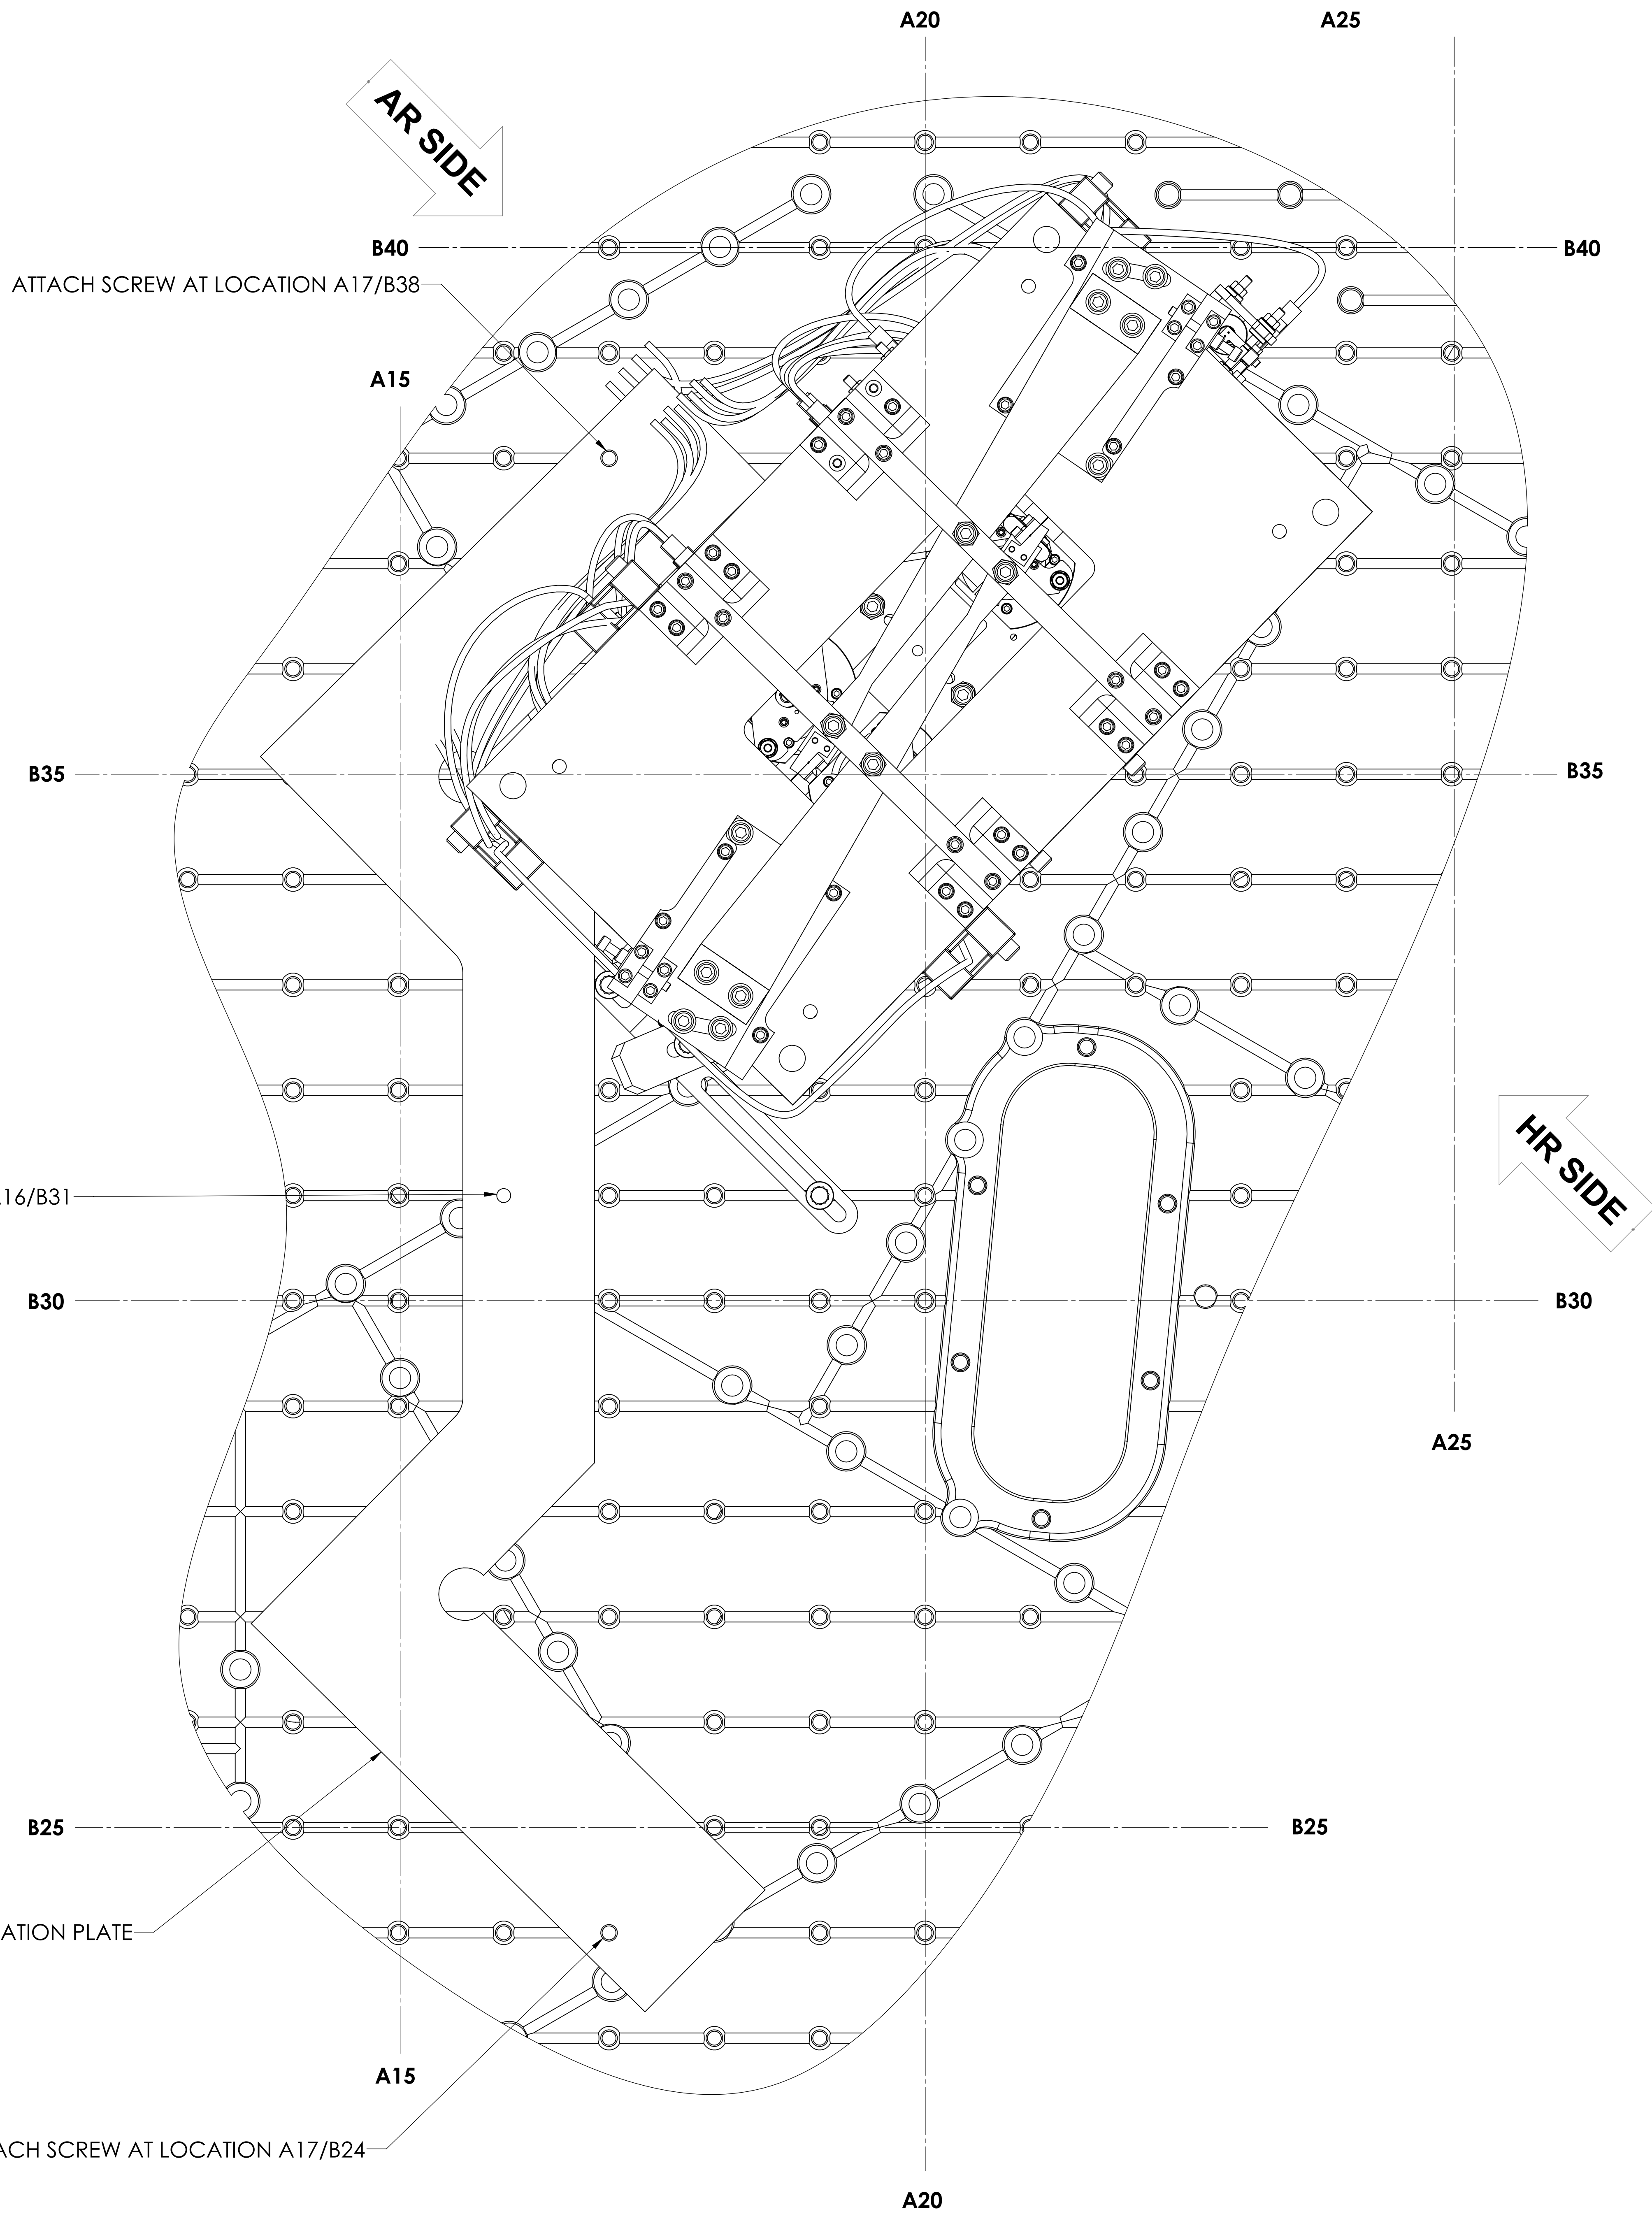 A20
A25
AR SIDE
B40
B40
ATTACH SCREW AT LOCATION A17/B38
A15
B35
B35
HR SIDE
16/B31
B30
B30
A25
B25
B25
ATION PLATE
A15
ACH SCREW AT LOCATION A17/B24
A20